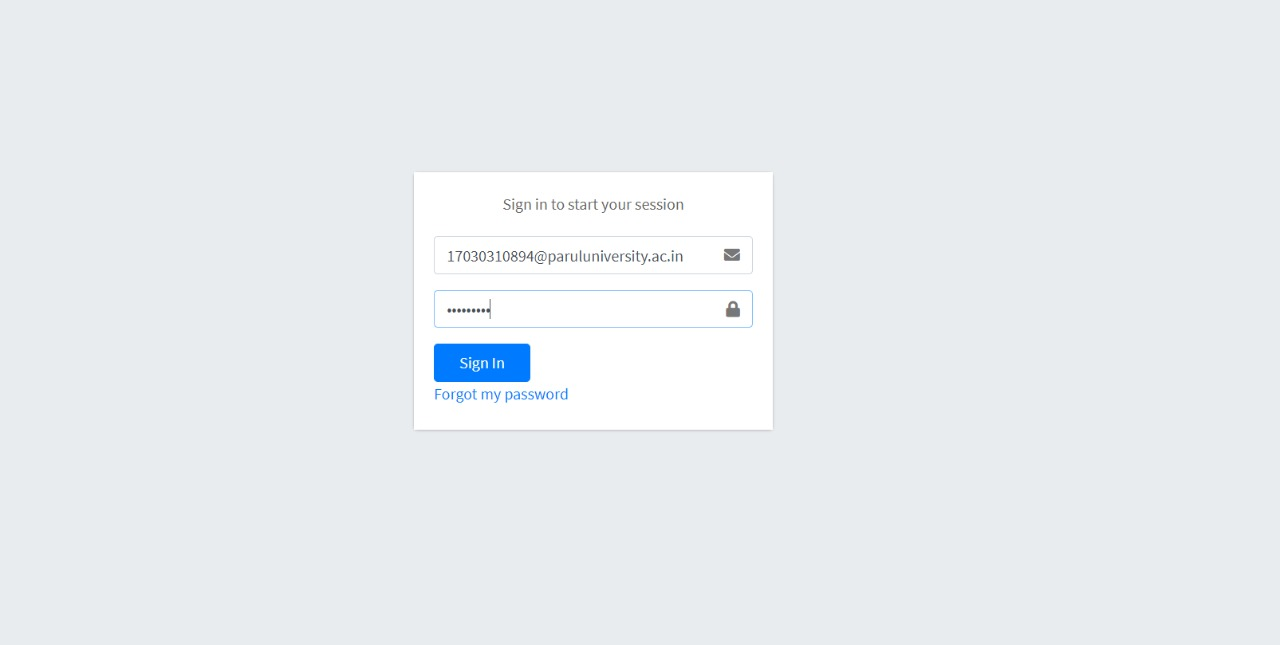 Sign in to start your session
17030310894@paruluniversity.ac.in
•••••••••
Sign In
Forgot my password